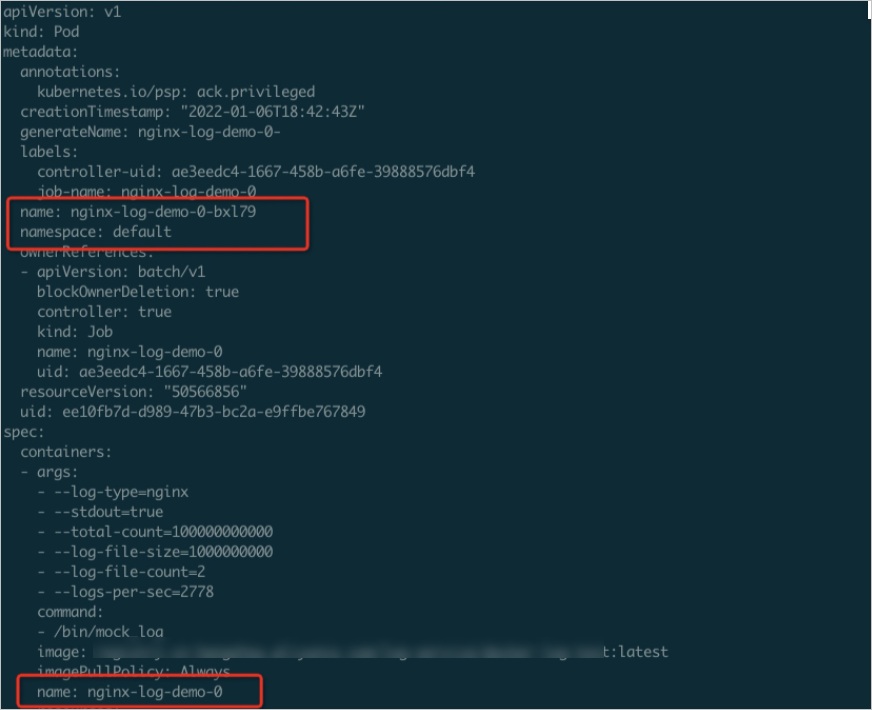 apiVersion: v1
kind: Pod
metadata:
  annotations:
    kubernetes.io/psp: ack.privileged
  creationTimestamp: "2022-01-06T18:42:43Z"
  generateName: nginx-log-demo-0-
  labels:
    controller-uid: ae3eedc4-1667-458b-a6fe-39888576dbf4
    job-name: nginx-log-demo-0
  name: nginx-log-demo-0-bxl79
  namespace: default
  ownerReferences:
  - apiVersion: batch/v1
    blockOwnerDeletion: true
    controller: true
    kind: Job
    name: nginx-log-demo-0
    uid: ae3eedc4-1667-458b-a6fe-39888576dbf4
  resourceVersion: "50566856"
  uid: ee10fb7d-d989-47b3-bc2a-e9ffbe767849
spec:
  containers:
  - args:
    - --log-type=nginx
    - --stdout=true
    - --total-count=100000000000
    - --log-file-size=1000000000
    - --log-file-count=2
    - --logs-per-sec=2778
    command:
    - /bin/mock_log
    image: t:latest
    imagePullPolicy: Always
    name: nginx-log-demo-0